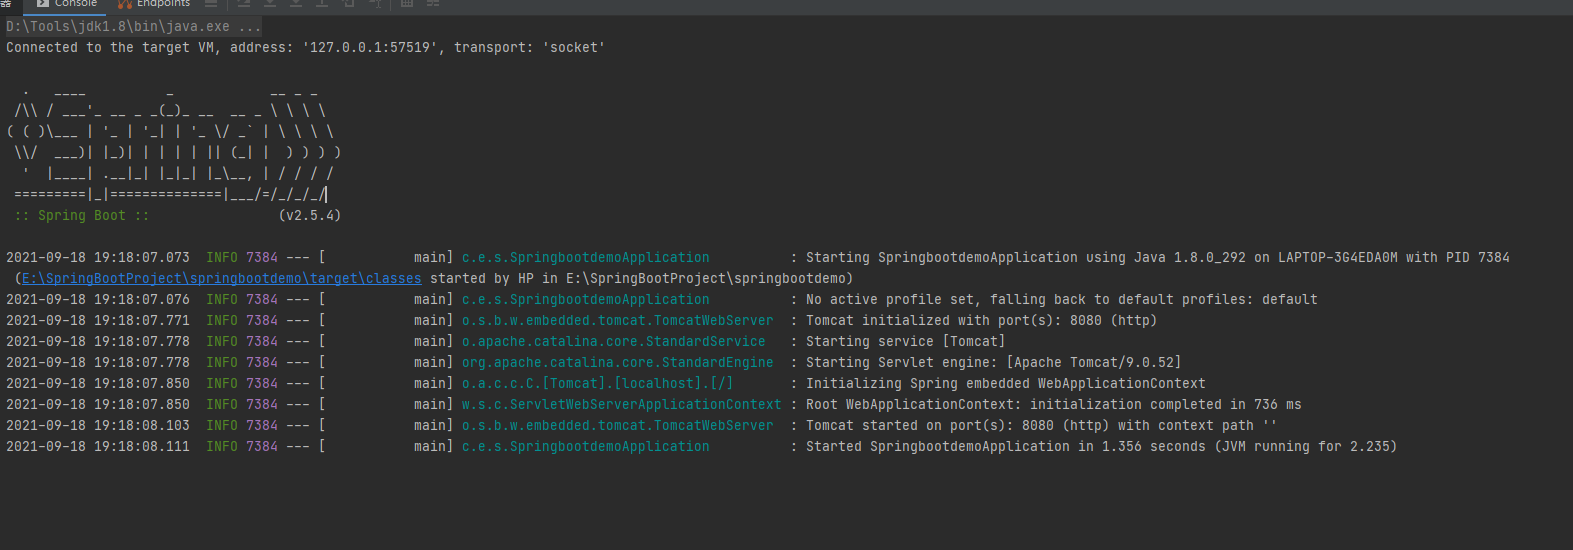 Console Endpoints
D:\Tools\jdk1.8\bin\java.exe ...
Connected to the target VM, address: '127.0.0.1:57519', transport: 'socket'
  .   ____          _            __ _ _
 /\\ / ___'_ __ _ _(_)_ __  __ _ \ \ \ \
( ( )\___ | '_ | '_| | '_ \/ _` | \ \ \ \
 \\/  ___)| |_)| | | | | || (_| |  ) ) ) )
  '  |____| .__|_| |_|_| |_\__, | / / / /
 =========|_|==============|___/=/_/_/_/
 :: Spring Boot ::                (v2.5.4)
2021-09-18 19:18:07.073  INFO 7384 --- [           main] c.e.s.SpringbootdemoApplication          : Starting SpringbootdemoApplication using Java 1.8.0_292 on LAPTOP-3G4EDA0M with PID 7384
 (E:\SpringBootProject\springbootdemo\target\classes started by HP in E:\SpringBootProject\springbootdemo)
2021-09-18 19:18:07.076  INFO 7384 --- [           main] c.e.s.SpringbootdemoApplication          : No active profile set, falling back to default profiles: default
2021-09-18 19:18:07.771  INFO 7384 --- [           main] o.s.b.w.embedded.tomcat.TomcatWebServer  : Tomcat initialized with port(s): 8080 (http)
2021-09-18 19:18:07.778  INFO 7384 --- [           main] o.apache.catalina.core.StandardService   : Starting service [Tomcat]
2021-09-18 19:18:07.778  INFO 7384 --- [           main] org.apache.catalina.core.StandardEngine  : Starting Servlet engine: [Apache Tomcat/9.0.52]
2021-09-18 19:18:07.850  INFO 7384 --- [           main] o.a.c.c.C.[Tomcat].[localhost].[/]       : Initializing Spring embedded WebApplicationContext
2021-09-18 19:18:07.850  INFO 7384 --- [           main] w.s.c.ServletWebServerApplicationContext : Root WebApplicationContext: initialization completed in 736 ms
2021-09-18 19:18:08.103  INFO 7384 --- [           main] o.s.b.w.embedded.tomcat.TomcatWebServer  : Tomcat started on port(s): 8080 (http) with context path ''
2021-09-18 19:18:08.111  INFO 7384 --- [           main] c.e.s.SpringbootdemoApplication          : Started SpringbootdemoApplication in 1.356 seconds (JVM running for 2.235)